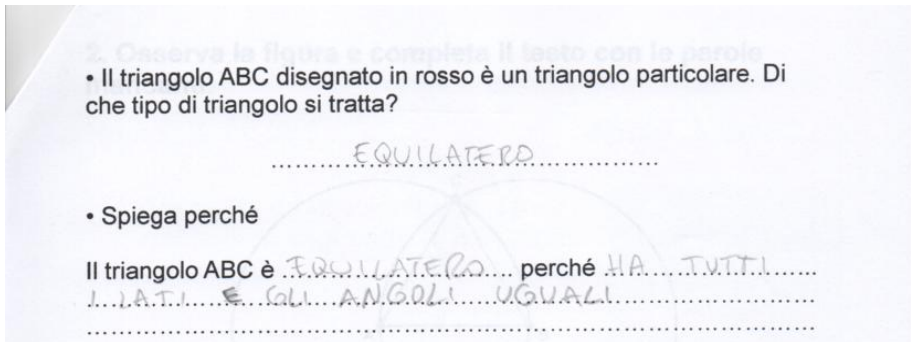 2. Osserva la figura e completa il testo con le parole
• Il triangolo ABC disegnato in rosso è un triangolo particolare. Di
che tipo di triangolo si tratta?
EQUILATERO
• Spiega perché
Il triangolo ABC è EQUILATERO perché HA TUTTI
I LATI E GLI ANGOLI UGUALI